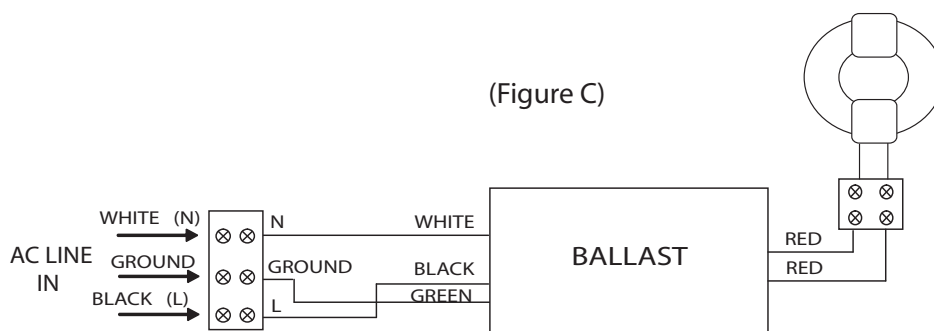 (Figure C)
WHITE (N)
N
WHITE
AC LINE
IN
GROUND
GROUND
BLACK
BLACK (L)
L
GREEN
BALLAST
RED
RED